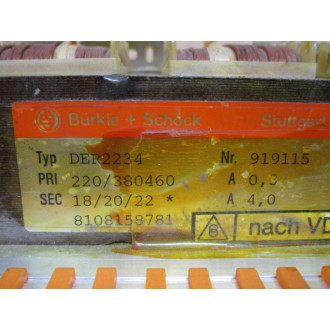 Bürkle + Schöck Stuttgart
Typ DEP2234 Nr. 919115
PRI 220/380460 A 0,3
SEC 18/20/22 * A 4,0
8108158781 nach VD